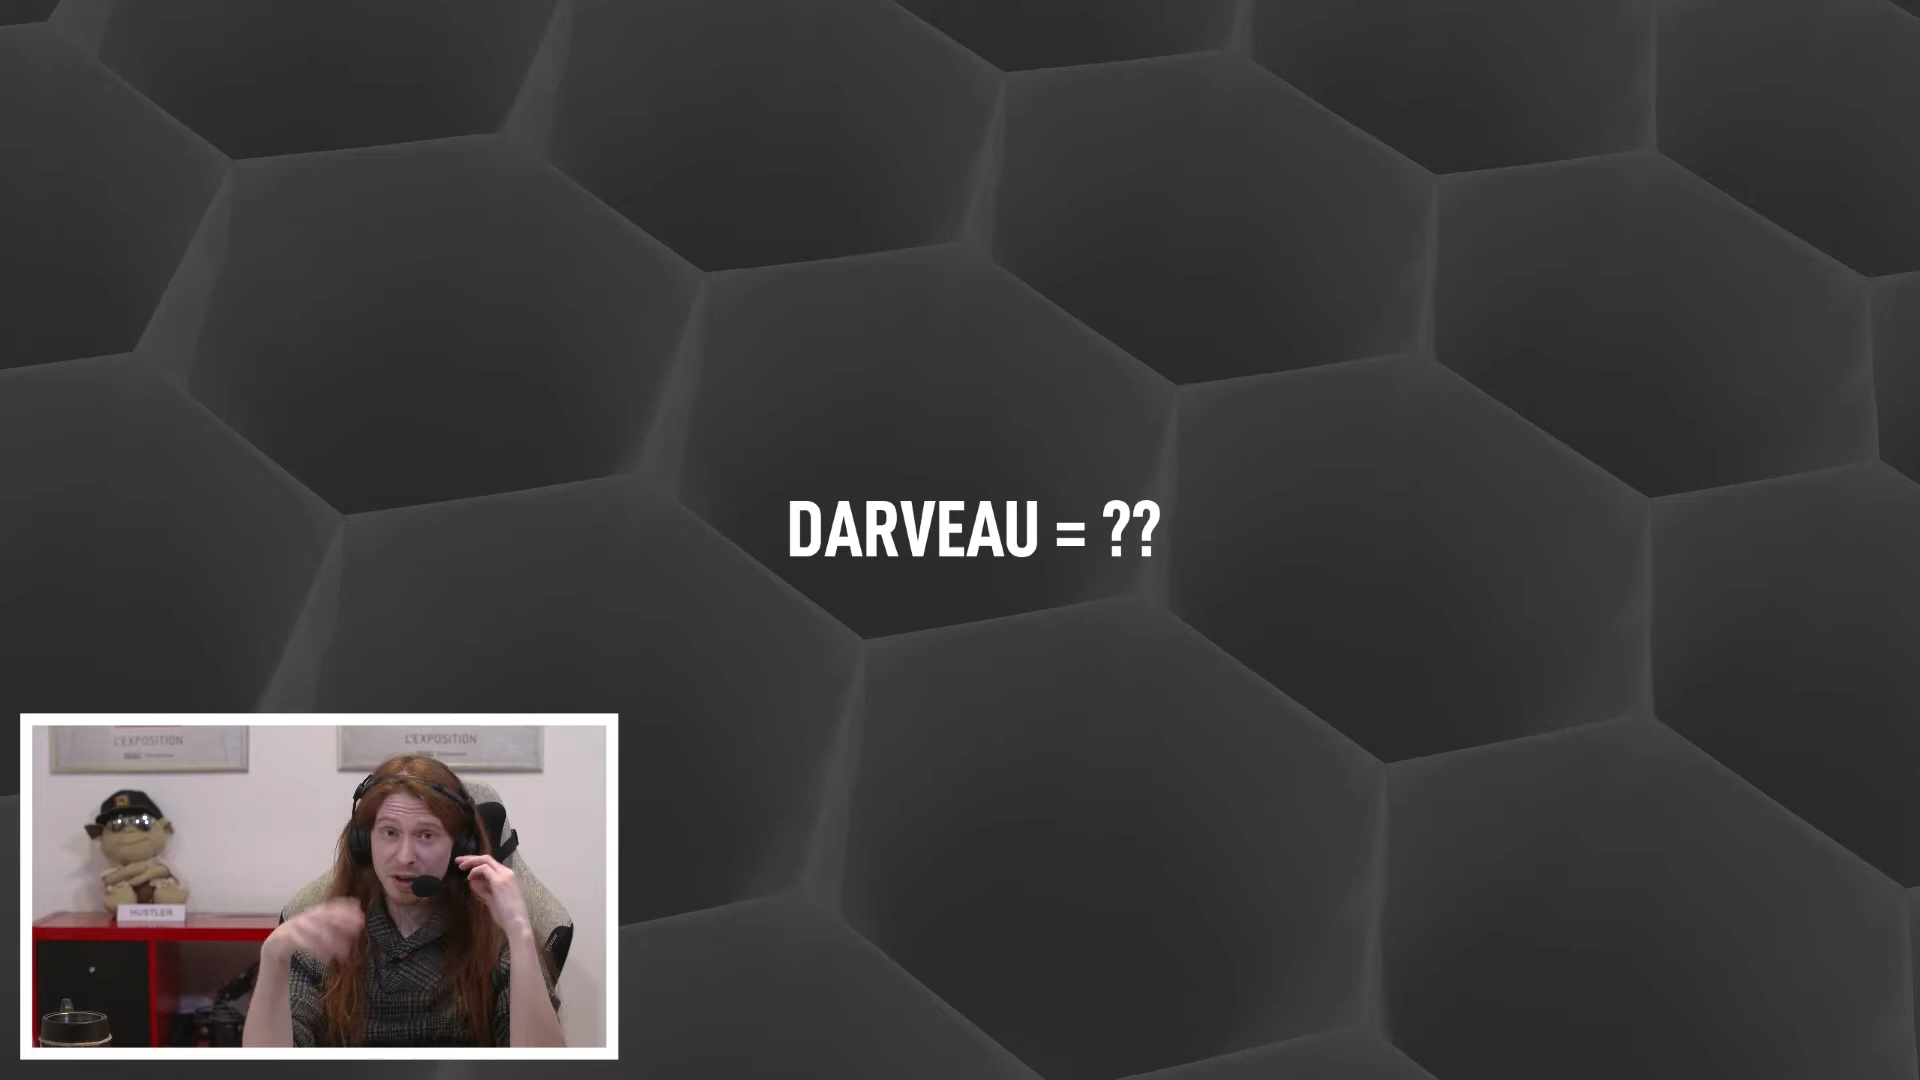 DARVEAU = ??
L'EXPOSITION
L'EXPOSITION
HUSTLER